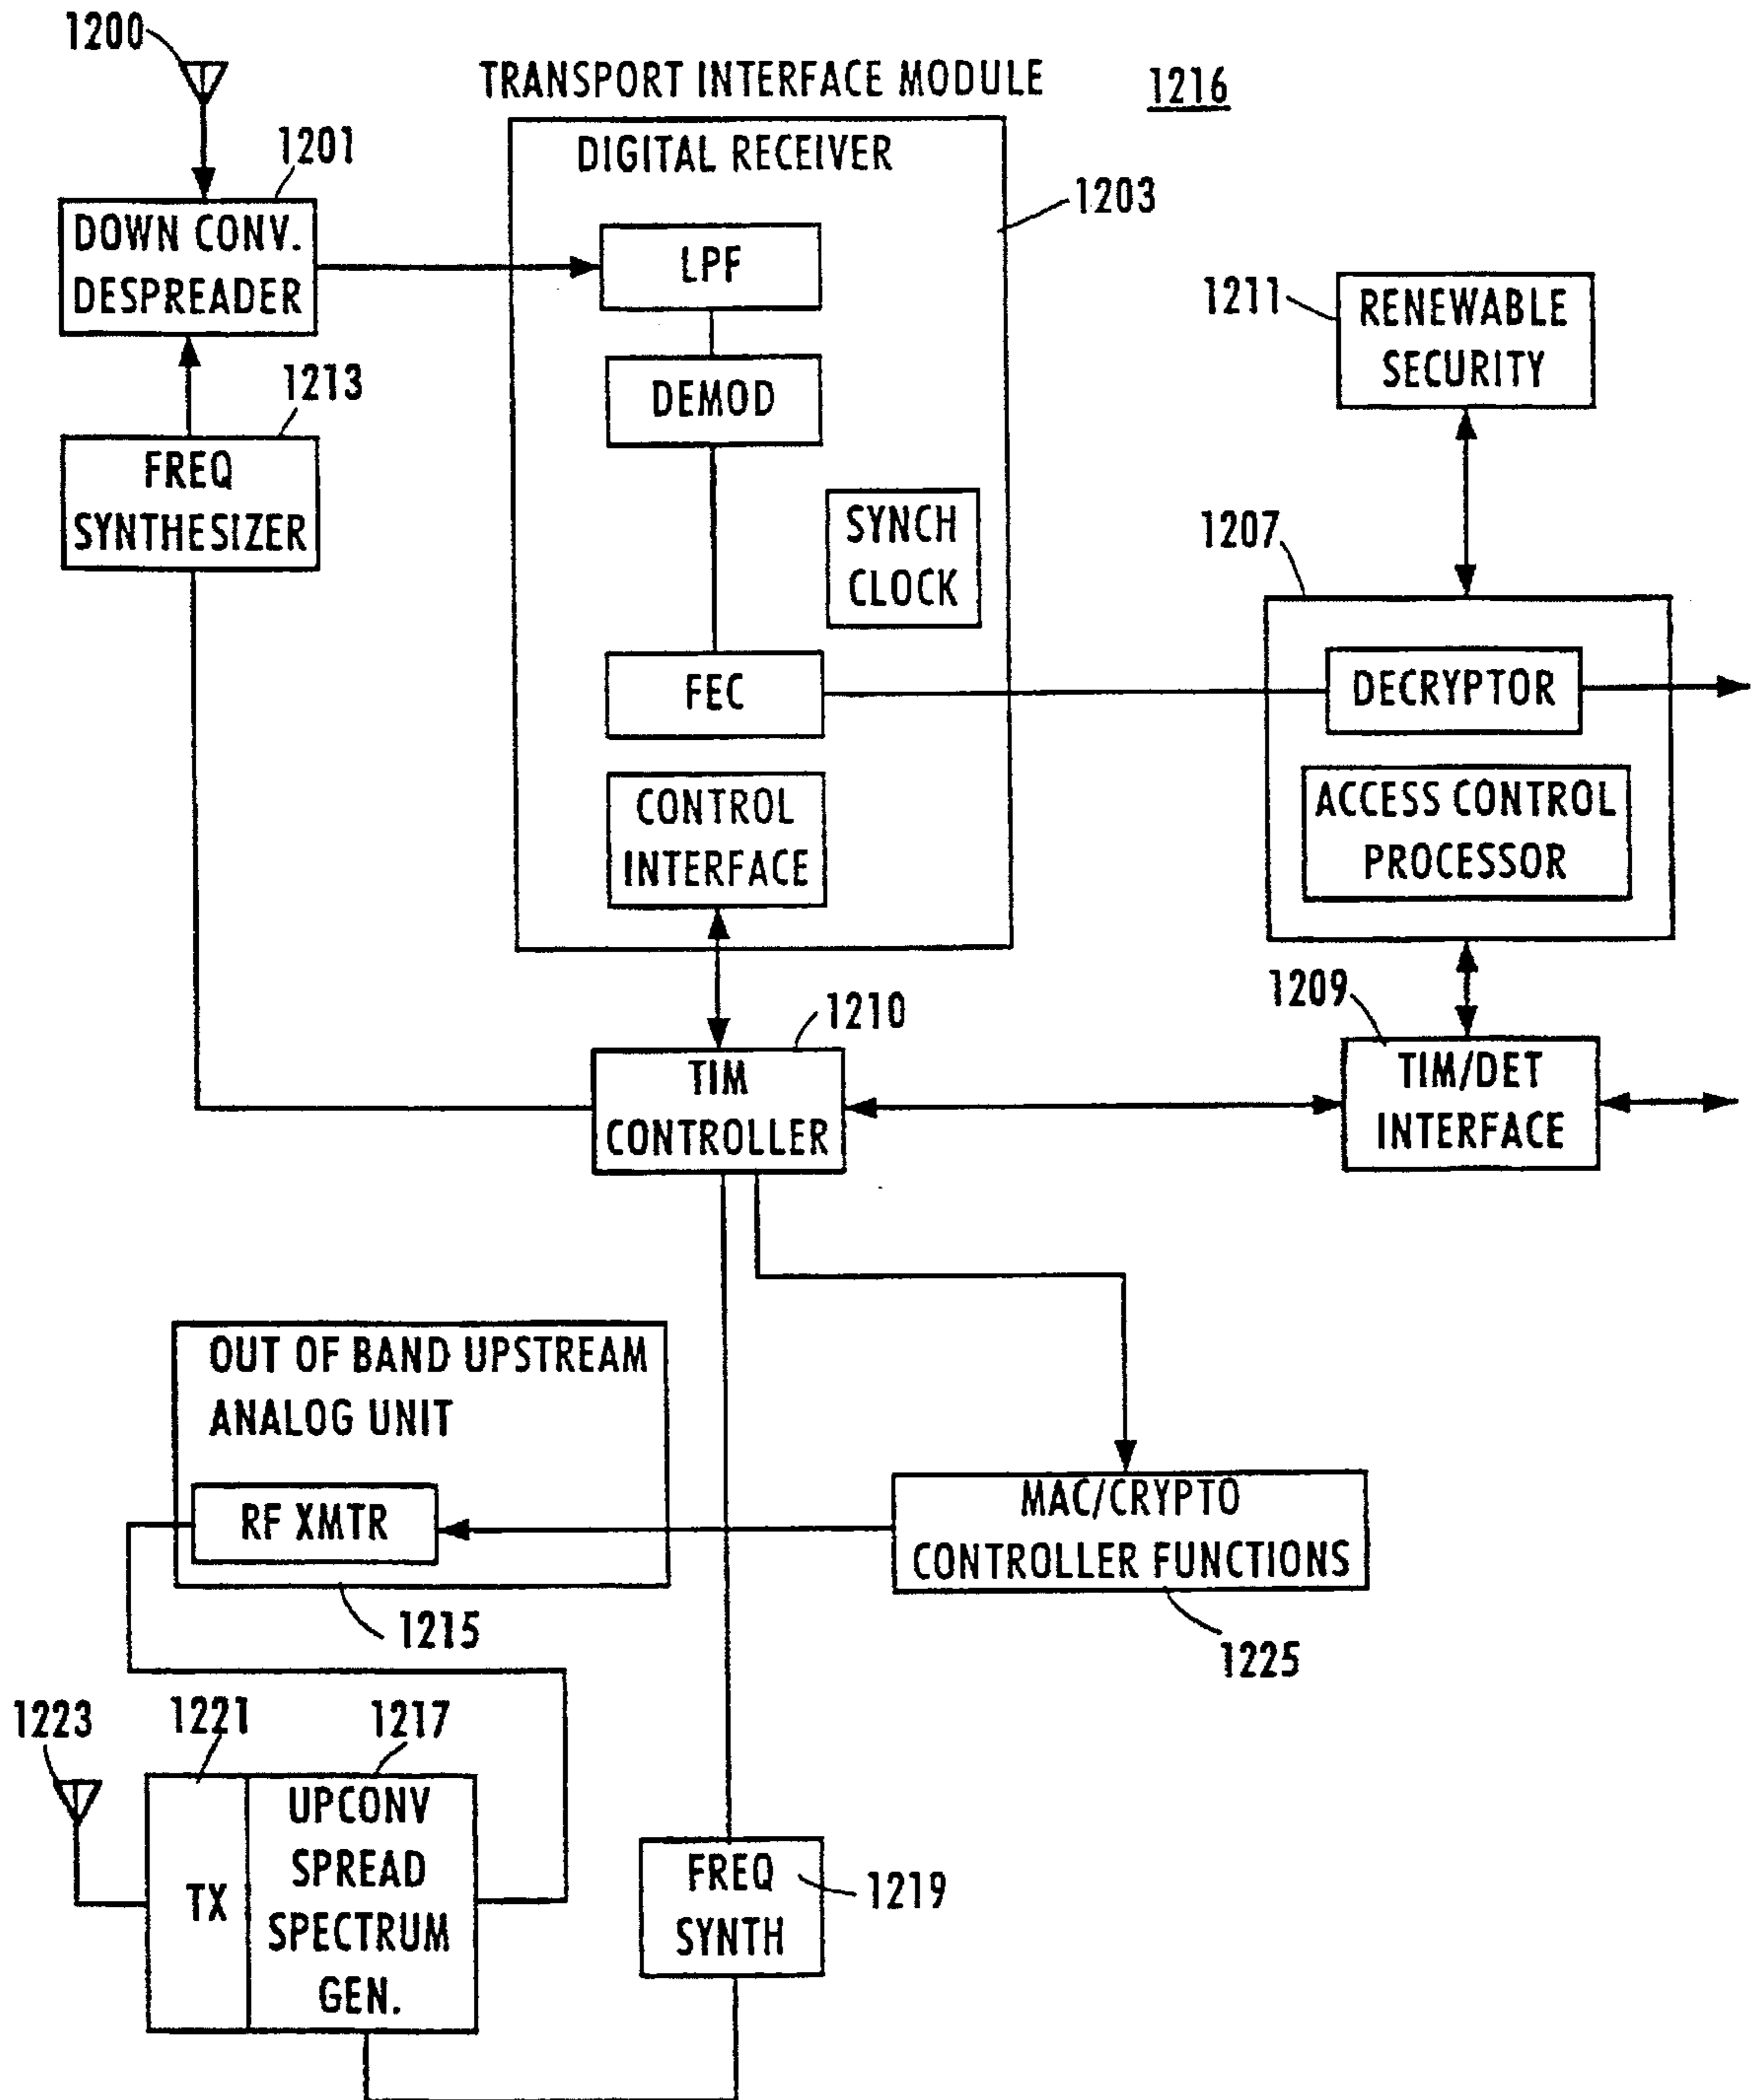 1200
TRANSPORT INTERFACE MODULE
1216
DIGITAL RECEIVER
1201
1203
DOWN CONV.
DESPREADER
LPF
1211
RENEWABLE
SECURITY
1213
DEMOD
FREQ
SYNTHESIZER
SYNCH
CLOCK
1207
FEC
DECRYPTOR
CONTROL
INTERFACE
ACCESS CONTROL
PROCESSOR
1209
1210
TIM
CONTROLLER
TIM/DET
INTERFACE
OUT OF BAND UPSTREAM
ANALOG UNIT
RF XMTR
MAC/CRYPTO
CONTROLLER FUNCTIONS
1215
1225
1223
1221
1217
TX
UPCONV
SPREAD
SPECTRUM
GEN.
FREQ
SYNTH
1219